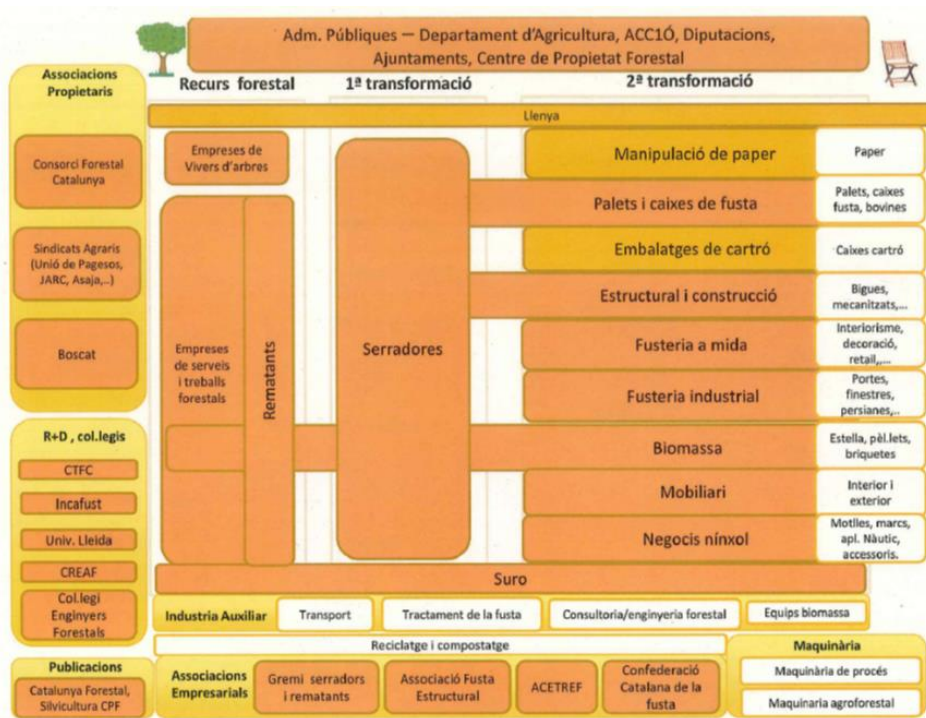 Adm. Públiques — Departament d'Agricultura, ACC1Ó, Diputacions,
Ajuntaments, Centre de Propietat Forestal
Associacions
Propietaris
Consorci Forestal
Catalunya
Sindicats Agraris
(Unió de Pagesos,
JARC, Asaja,..)
Boscat
R+D , col.legis
CTFC
Incafust
Univ. Lleida
CREAF
Col.legi
Enginyers
Forestals
Publicacions
Catalunya Forestal,
Silvicultura CPF
Recurs forestal
1ª transformació
2ª transformació
Llenya
Empreses de
Vivers d'arbres
Empreses
de serveis
i treballs
forestals
Rematants
Serradores
Manipulació de paper
Paper
Palets i caixes de fusta
Palets, caixes
fusta, bovines
Embalatges de cartró
Caixes cartró
Estructural i construcció
Bigues,
mecanitzats,...
Fusteria a mida
Interiorisme,
decoració,
retail,,...
Fusteria industrial
Portes,
finestres,
persianes,..
Biomassa
Estella, pèl.lets,
briquetes
Mobiliari
Interior i
exterior
Negocis nínxol
Motlles, marcs,
apl. Nàutic,
accessoris.
Suro
Industria Auxiliar
Transport
Tractament de la fusta
Consultoria/enginyeria forestal
Equips biomassa
Reciclatge i compostatge
Associacions
Empresarials
Gremi serradors
i rematants
Associació Fusta
Estructural
ACETREF
Confederació
Catalana de la
fusta
Maquinària
Maquinària de procés
Maquinaria agroforestal